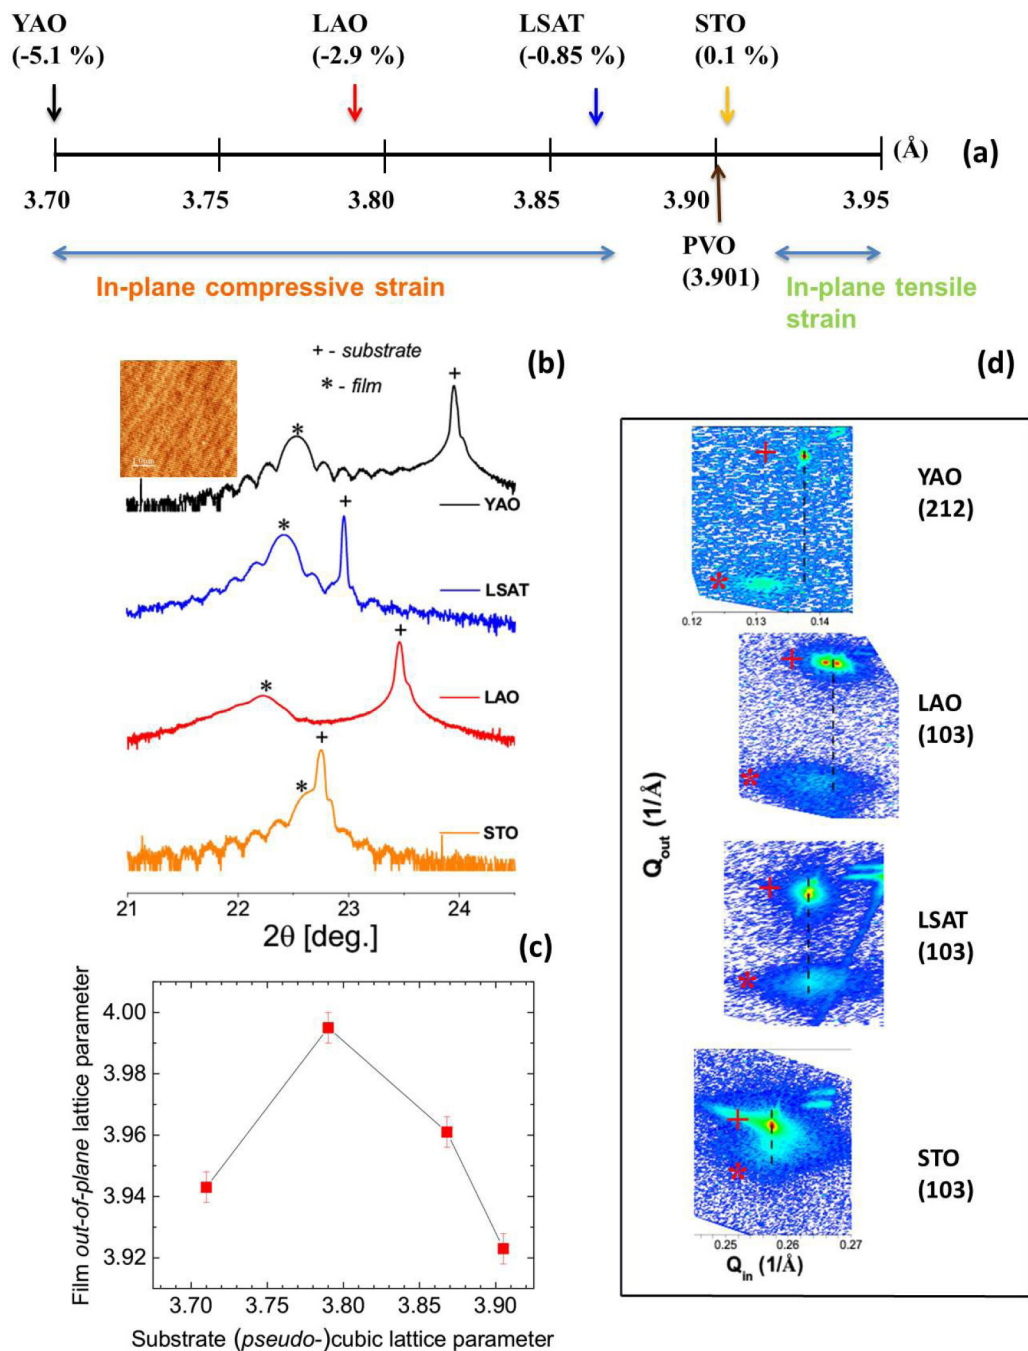 YAO
(-5.1 %)
LAO
(-2.9 %)
LSAT
(-0.85 %)
STO
(0.1 %)
(Å)
(a)
3.70
3.75
3.80
3.85
3.90
3.95
PVO
(3.901)
In-plane compressive strain
In-plane tensile
strain
(b)
+ - substrate
* - film
+
*
YAO
*
+
LSAT
+
*
LAO
+
*
STO
21
22
23
24
2θ [deg.]
(c)
4.00
3.98
3.96
3.94
3.92
Film out-of-plane lattice parameter
3.70
3.75
3.80
3.85
3.90
Substrate (pseudo-)cubic lattice parameter
(d)
+
*
YAO
(212)
0.12
0.13
0.14
+
*
LAO
(103)
Q_out (1/Å)
+
*
LSAT
(103)
+
*
STO
(103)
0.25
0.26
0.27
Q_in (1/Å)